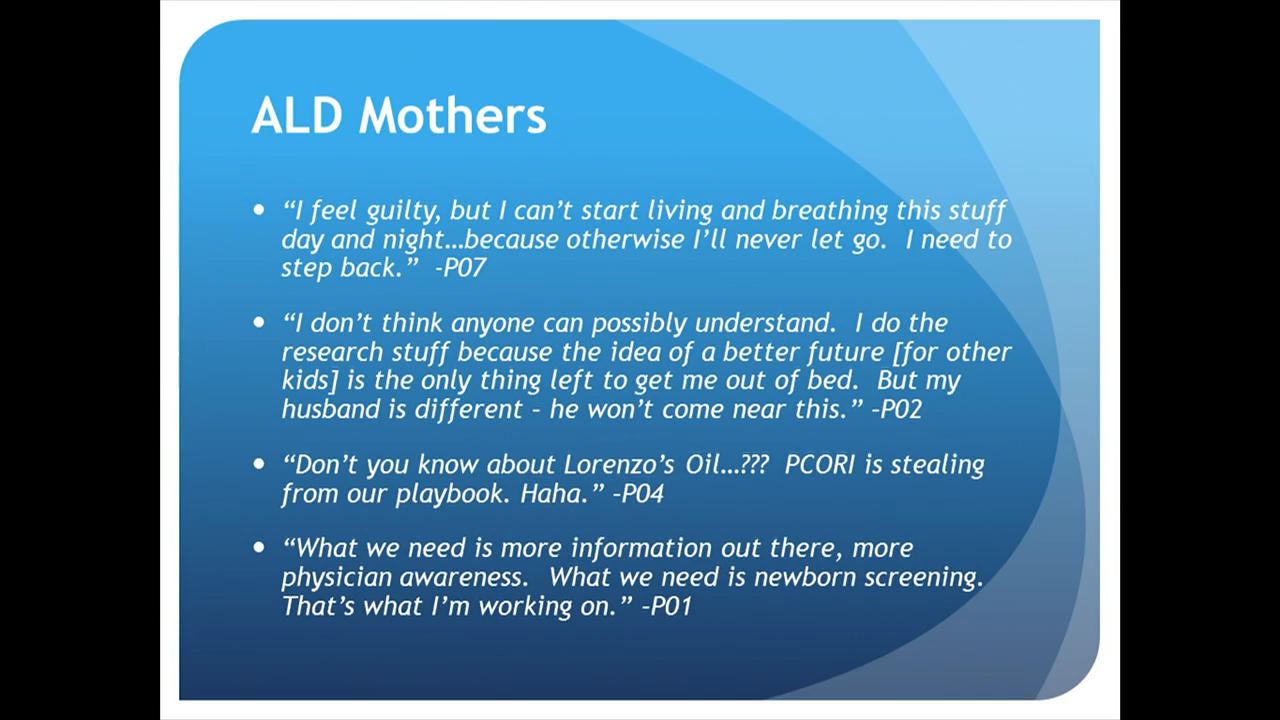 ALD Mothers
• “I feel guilty, but I can’t start living and breathing this stuff
day and night…because otherwise I’ll never let go.  I need to
step back.”  -P07
• “I don’t think anyone can possibly understand.  I do the
research stuff because the idea of a better future [for other
kids] is the only thing left to get me out of bed.  But my
husband is different – he won’t come near this.” –P02
• “Don’t you know about Lorenzo’s Oil…???  PCORI is stealing
from our playbook. Haha.” –P04
• “What we need is more information out there, more
physician awareness.  What we need is newborn screening.
That’s what I’m working on.” –P01